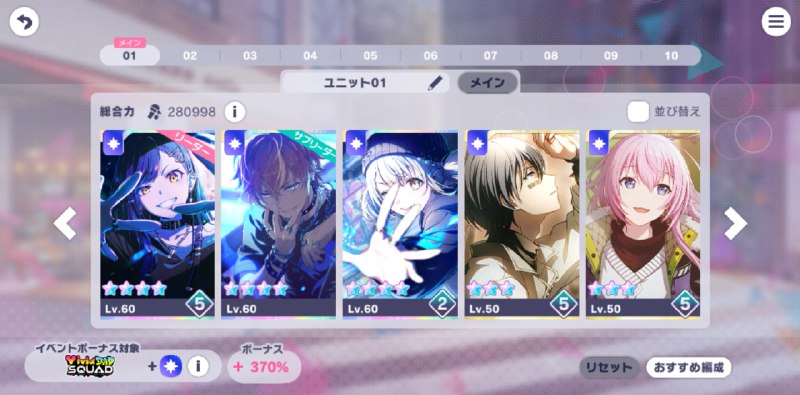 メイン
01 02 03 04 05 06 07 08 09 10
ユニット01 メイン
総合力 280998 i 並び替え
リーダー サブリーダー
Lv.60 5 Lv.60 Lv.60 2 Lv.50 5 Lv.50 5
イベントボーナス対象 ボーナス
Vivid BAD SQUAD + i + 370% リセット おすすめ編成